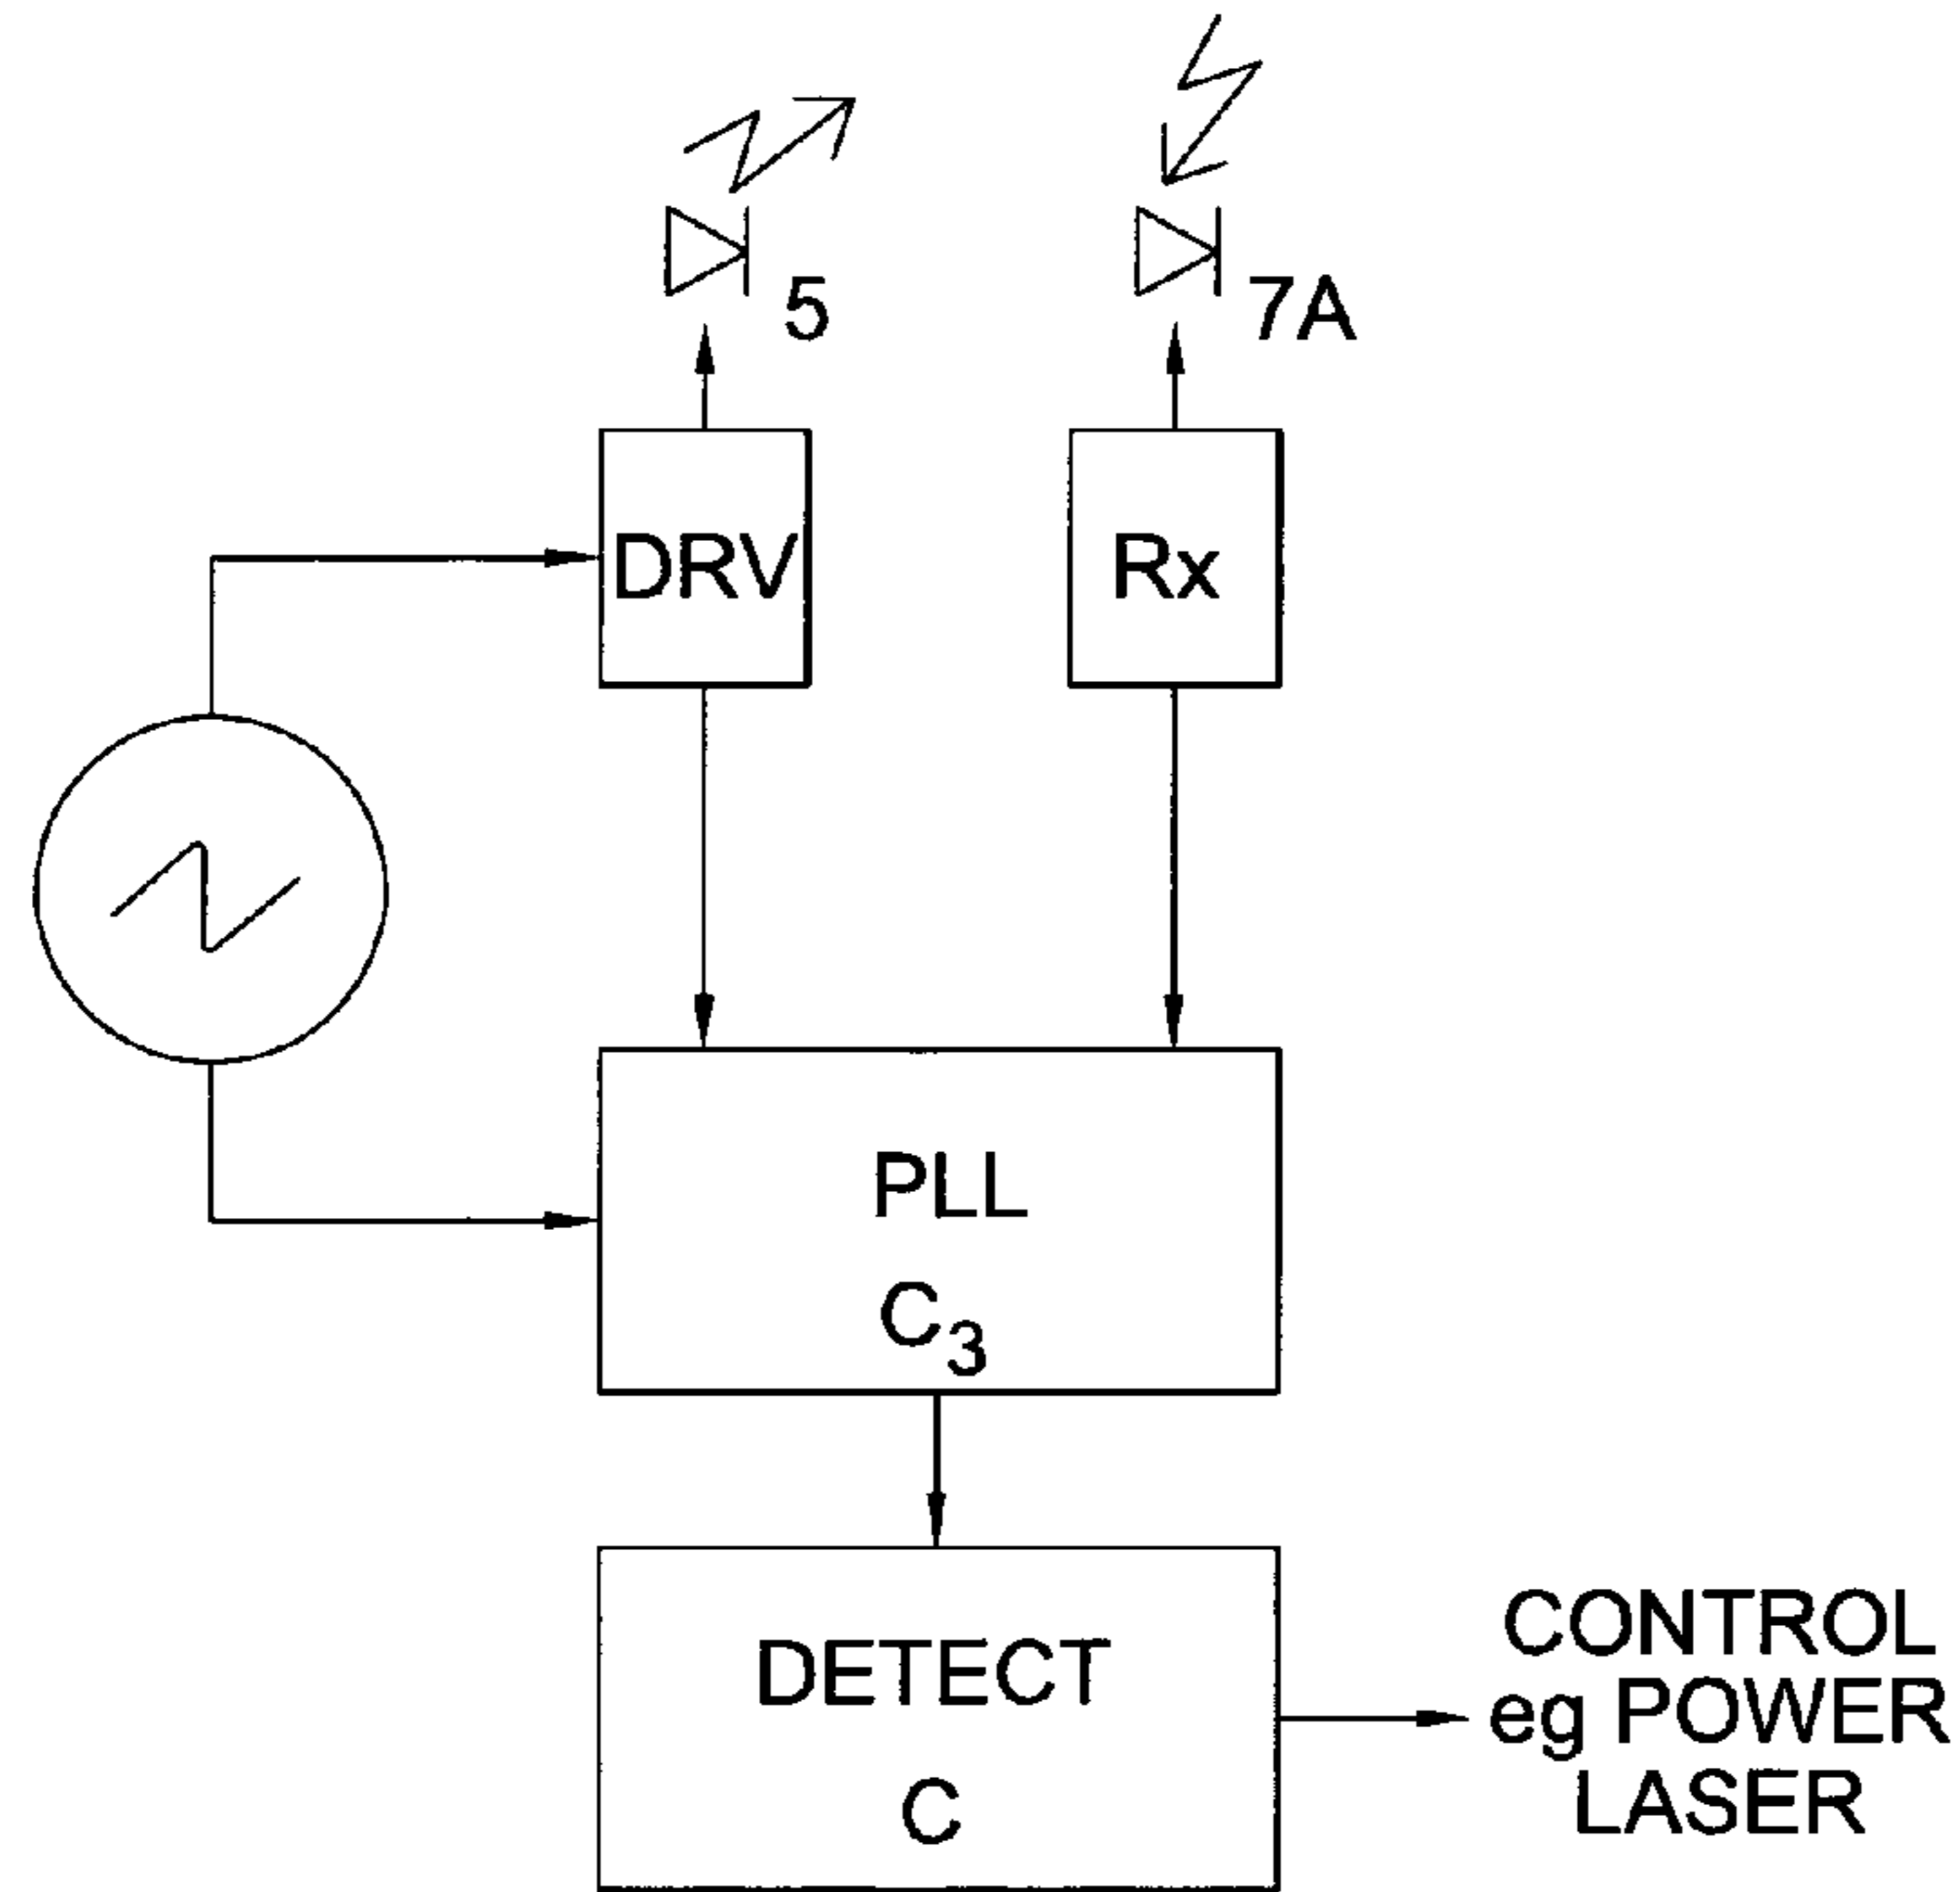 5
7A
DRV
Rx
PLL
C3
DETECT
C
CONTROL
eg POWER
LASER